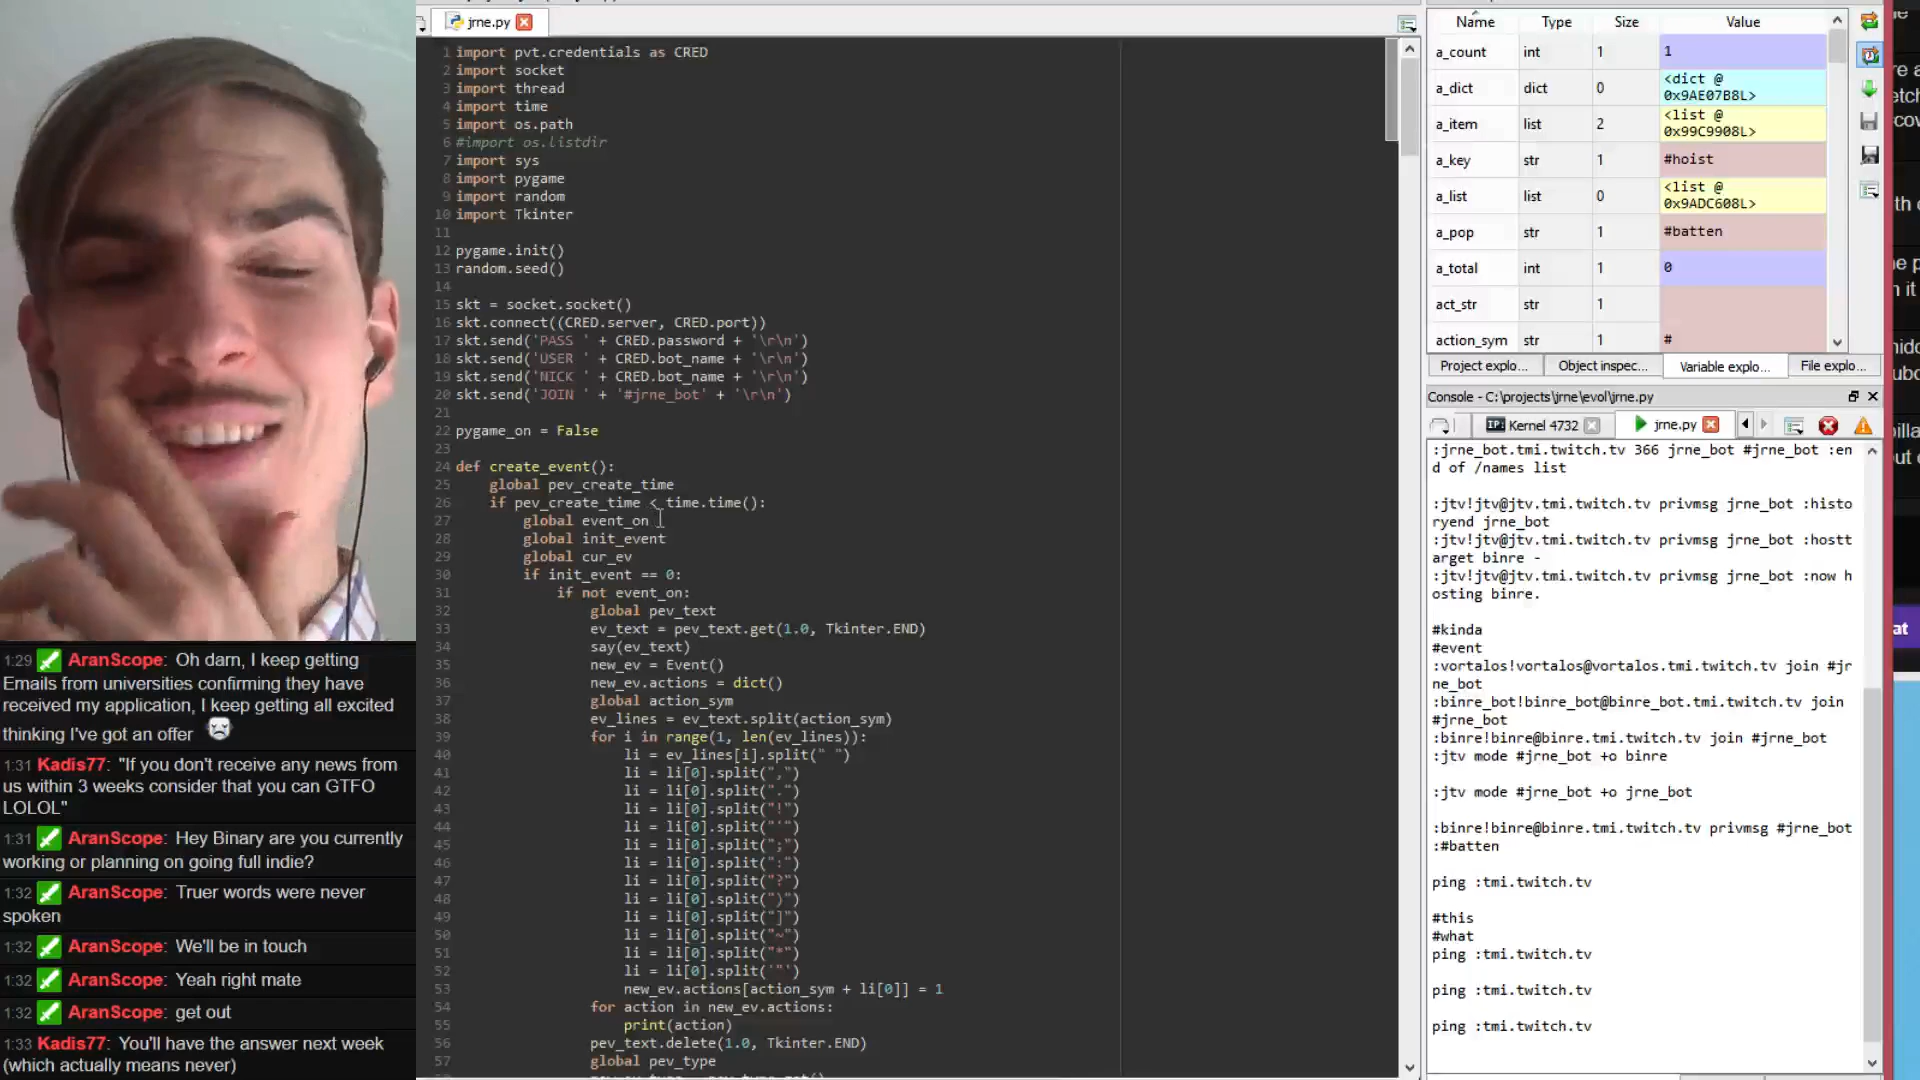 jrne.py
1 import pvt.credentials as CRED
2 import socket
3 import thread
4 import time
5 import os.path
6 #import os.listdir
7 import sys
8 import pygame
9 import random
10 import Tkinter
11
12 pygame.init()
13 random.seed()
14
15 skt = socket.socket()
16 skt.connect((CRED.server, CRED.port))
17 skt.send('PASS ' + CRED.password + '\r\n')
18 skt.send('USER ' + CRED.bot_name + '\r\n')
19 skt.send('NICK ' + CRED.bot_name + '\r\n')
20 skt.send('JOIN ' + '#jrne_bot' + '\r\n')
21
22 pygame_on = False
23
24 def create_event():
25 global pev_create_time
26 if pev_create_time < time.time():
27 global event_on
28 global init_event
29 global cur_ev
30 if init_event == 0:
31 if not event_on:
32 global pev_text
33 ev_text = pev_text.get(1.0, Tkinter.END)
34 say(ev_text)
35 new_ev = Event()
36 new_ev.actions = dict()
37 global action_sym
38 ev_lines = ev_text.split(action_sym)
39 for i in range(1, len(ev_lines)):
40 li = ev_lines[i].split(" ")
41 li = li[0].split(",")
42 li = li[0].split(".")
43 li = li[0].split("!")
44 li = li[0].split("'")
45 li = li[0].split(";")
46 li = li[0].split(":")
47 li = li[0].split("?")
48 li = li[0].split(")")
49 li = li[0].split("]")
50 li = li[0].split("~")
51 li = li[0].split("*")
52 li = li[0].split('"')
53 new_ev.actions[action_sym + li[0]] = 1
54 for action in new_ev.actions:
55 print(action)
56 pev_text.delete(1.0, Tkinter.END)
57 global pev_type
Name Type Size Value
a_count int 1 1
a_dict dict 0 <dict @
0x9AE07B8L>
a_item list 2 <list @
0x99C9908L>
a_key str 1 #hoist
a_list list 0 <list @
0x9ADC608L>
a_pop str 1 #batten
a_total int 1 0
act_str str 1
action_sym str 1 #
Project explo... Object inspec... Variable explo... File explo...
Console - C:\projects\jrne\evol\jrne.py
IP: Kernel 4732 jrne.py
:jrne_bot.tmi.twitch.tv 366 jrne_bot #jrne_bot :en
d of /names list
:jtv!jtv@jtv.tmi.twitch.tv privmsg jrne_bot :histo
ryend jrne_bot
:jtv!jtv@jtv.tmi.twitch.tv privmsg jrne_bot :hostt
arget binre -
:jtv!jtv@jtv.tmi.twitch.tv privmsg jrne_bot :now h
osting binre.
#kinda
#event
:vortalos!vortalos@vortalos.tmi.twitch.tv join #jr
ne_bot
:binre_bot!binre_bot@binre_bot.tmi.twitch.tv join
#jrne_bot
:binre!binre@binre.tmi.twitch.tv join #jrne_bot
:jtv mode #jrne_bot +o binre
:jtv mode #jrne_bot +o jrne_bot
:binre!binre@binre.tmi.twitch.tv privmsg #jrne_bot
:#batten
ping :tmi.twitch.tv
#this
#what
ping :tmi.twitch.tv
ping :tmi.twitch.tv
ping :tmi.twitch.tv
1:29 AranScope: Oh darn, I keep getting
Emails from universities confirming they have
received my application, I keep getting all excited
thinking I've got an offer
1:31 Kadis77: "If you don't receive any news from
us within 3 weeks consider that you can GTFO
LOLOL"
1:31 AranScope: Hey Binary are you currently
working or planning on going full indie?
1:32 AranScope: Truer words were never
spoken
1:32 AranScope: We'll be in touch
1:32 AranScope: Yeah right mate
1:32 AranScope: get out
1:33 Kadis77: You'll have the answer next week
(which actually means never)